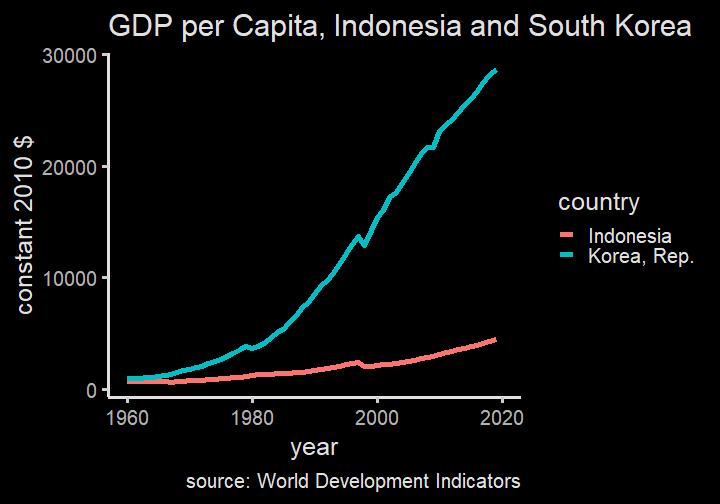 GDP per Capita, Indonesia and South Korea
constant 2010 $
30000
20000
10000
0
1960 1980 2000 2020
year
country
Indonesia
Korea, Rep.
source: World Development Indicators